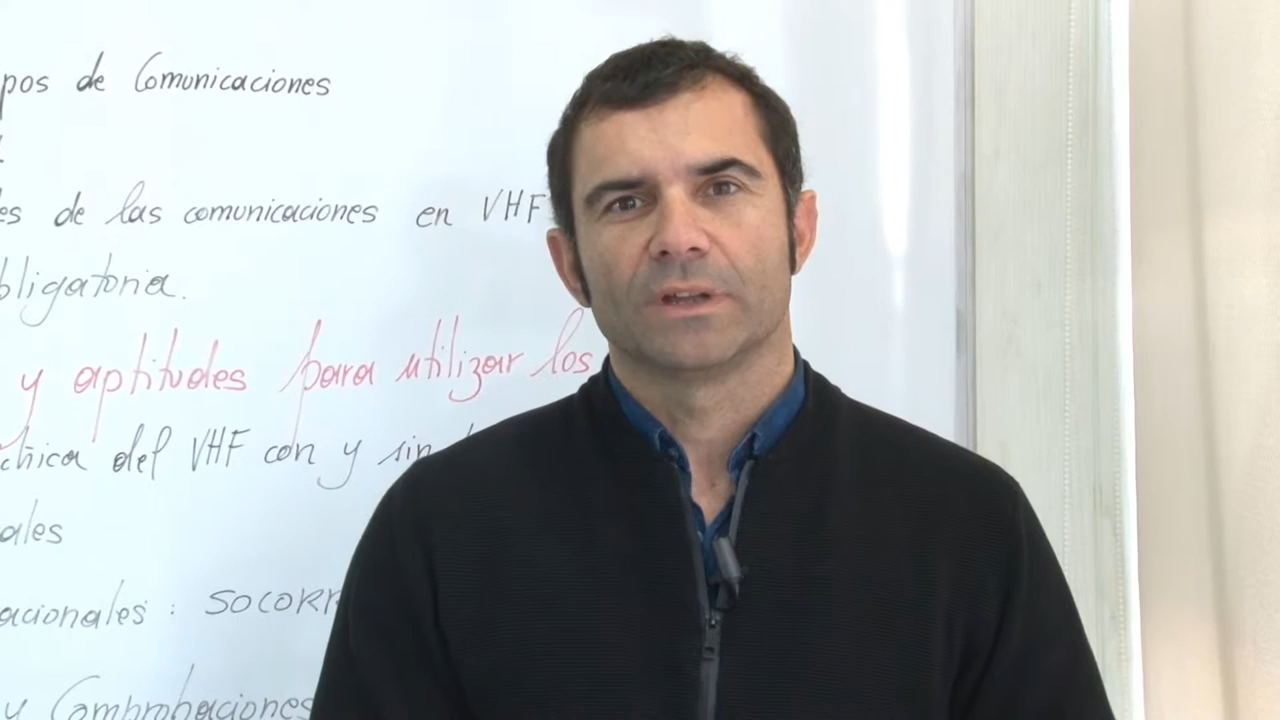 pos de Comunicaciones
es de las comunicaciones en VHF
bligatoria.
y aptitudes para utilizar los
ctrica del VHF con y sin
ales
acionales : SOCORR
y Comprobaciones